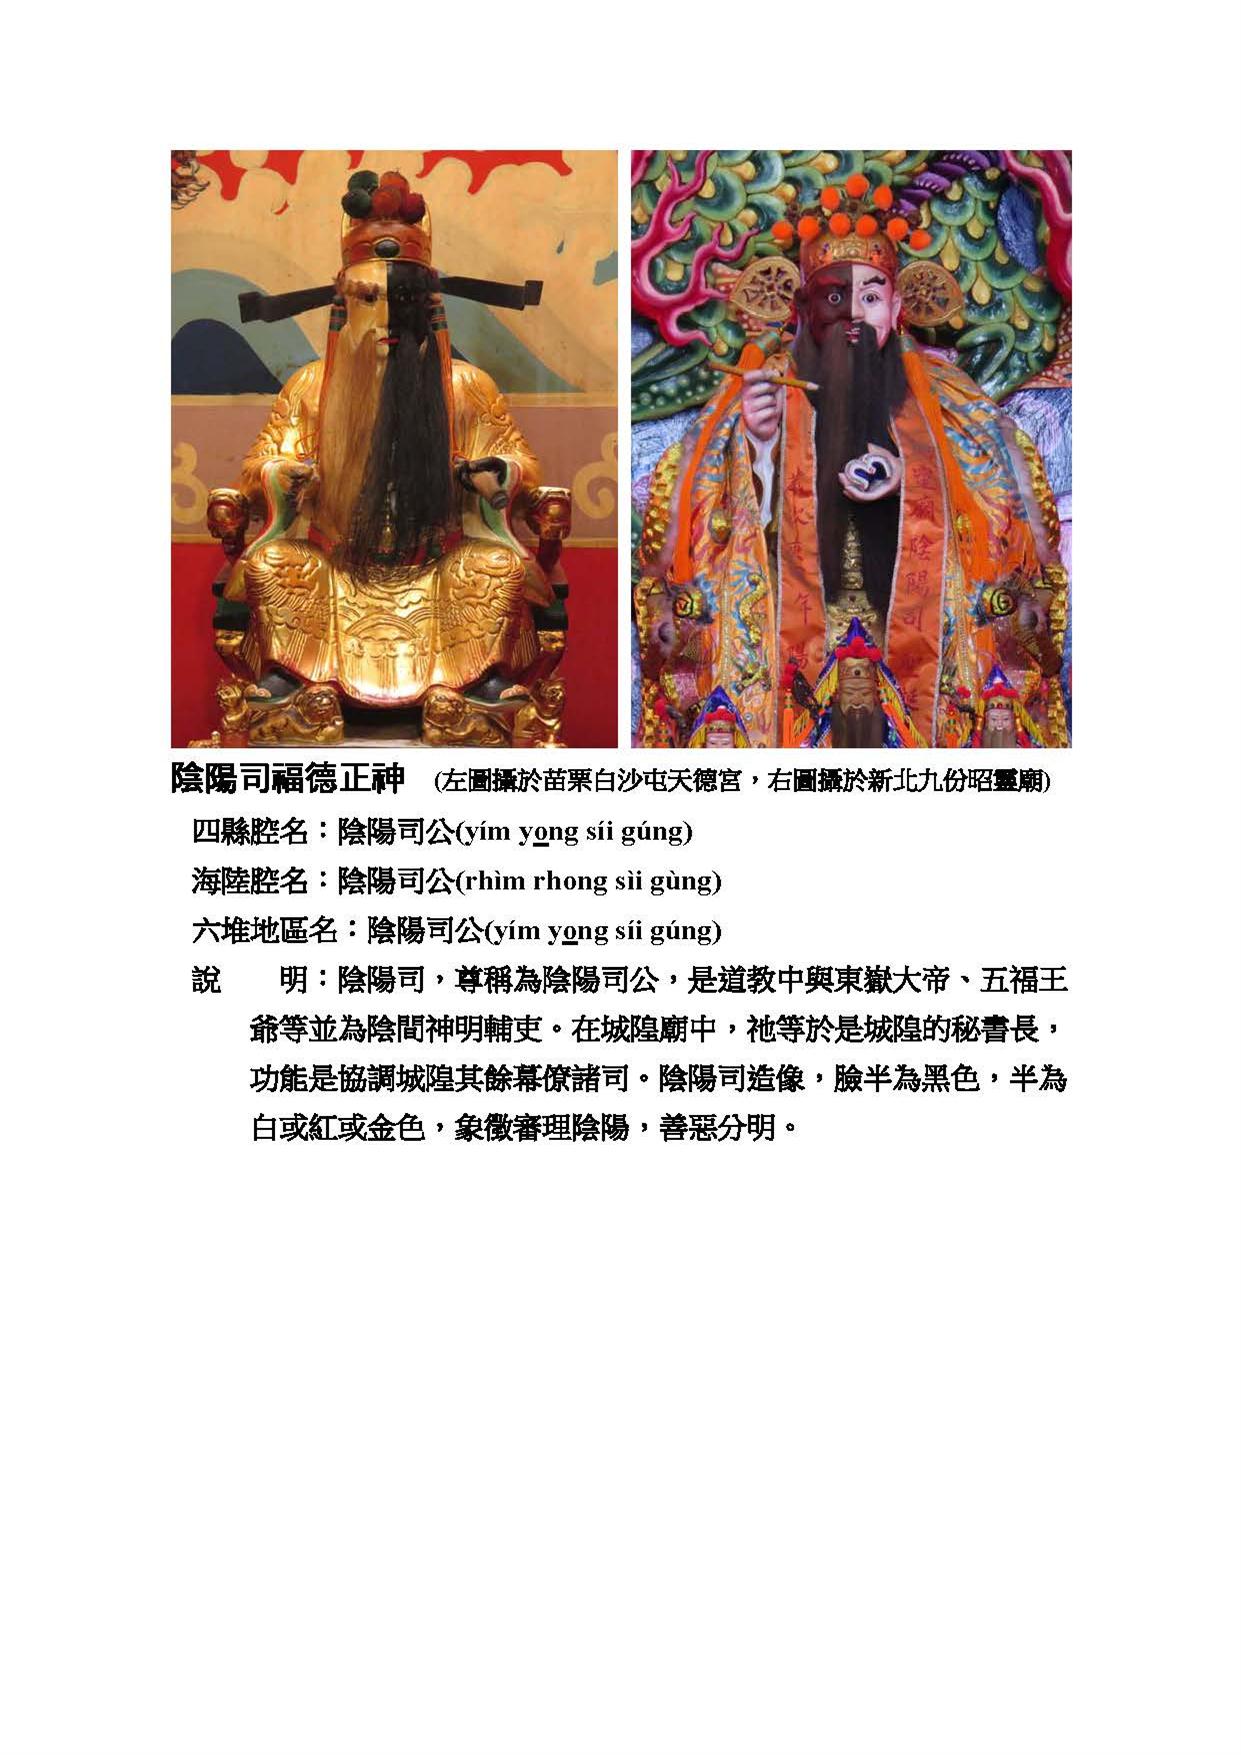 靈廟陰陽司
年
陰陽司福德正神 (左圖攝於苗栗白沙屯天德宮，右圖攝於新北九份昭靈廟)
四縣腔名：陰陽司公(yím yong síi gúng)
海陸腔名：陰陽司公(rhìm rhong sìi gùng)
六堆地區名：陰陽司公(yím yong síi gúng)
說　　明：陰陽司，尊稱為陰陽司公，是道教中與東嶽大帝、五福王
爺等並為陰間神明輔吏。在城隍廟中，祂等於是城隍的秘書長，
功能是協調城隍其餘幕僚諸司。陰陽司造像，臉半為黑色，半為
白或紅或金色，象徵審理陰陽，善惡分明。